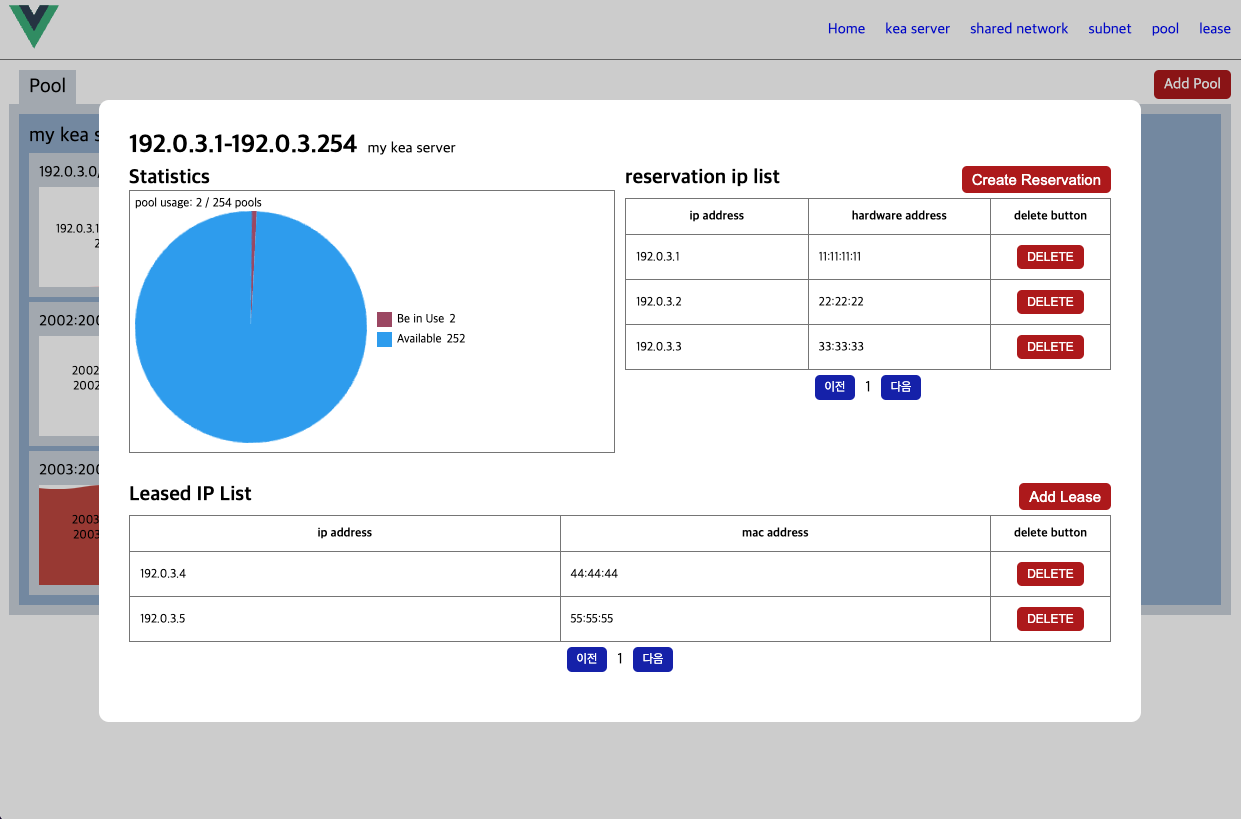 Home kea server shared network subnet pool lease
Pool
Add Pool
my kea s
192.0.3.0/
192.0.3.1
2
2002:200
2002
2002
2003:200
2003
2003
192.0.3.1-192.0.3.254 my kea server
Statistics
pool usage: 2 / 254 pools
Be in Use 2
Available 252
reservation ip list
Create Reservation
ip address hardware address delete button
192.0.3.1 11:11:11:11 DELETE
192.0.3.2 22:22:22 DELETE
192.0.3.3 33:33:33 DELETE
이전 1 다음
Leased IP List
Add Lease
ip address mac address delete button
192.0.3.4 44:44:44 DELETE
192.0.3.5 55:55:55 DELETE
이전 1 다음